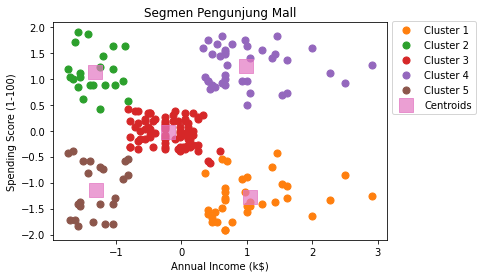 Segmen Pengunjung Mall
2.0
1.5
1.0
0.5
0.0
−0.5
−1.0
−1.5
−2.0
Spending Score (1-100)
−1
0
1
2
3
Annual Income (k$)
Cluster 1
Cluster 2
Cluster 3
Cluster 4
Cluster 5
Centroids